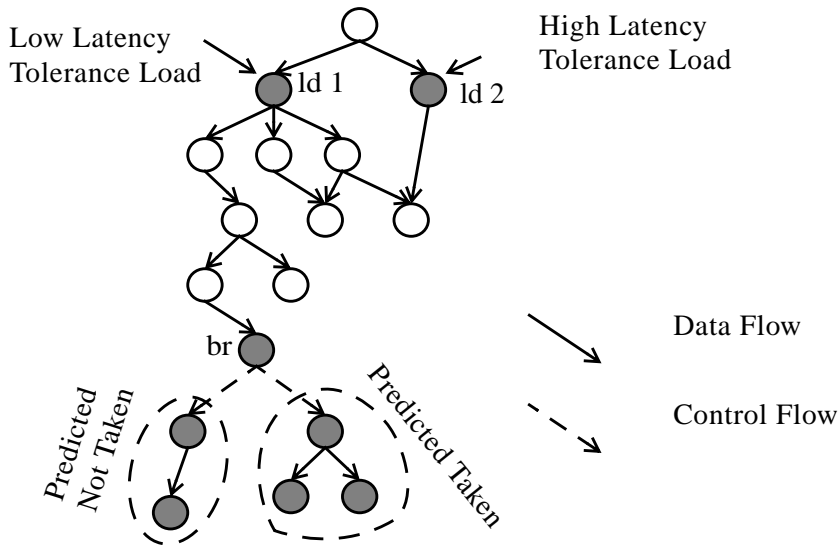 Low Latency
Tolerance Load
High Latency
Tolerance Load
ld 1
ld 2
br
Data Flow
Control Flow
Predicted
Not Taken
Predicted Taken